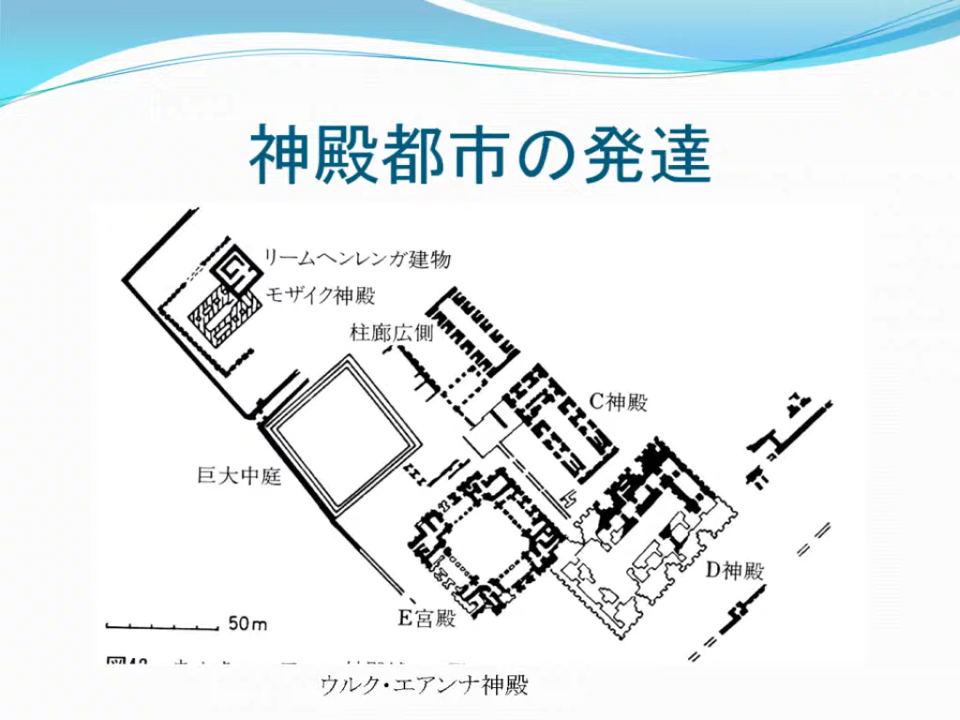 神殿都市の発達
リームヘンレンガ建物
モザイク神殿
柱廊広側
C神殿
巨大中庭
D神殿
E宮殿
50m
ウルク・エアンナ神殿